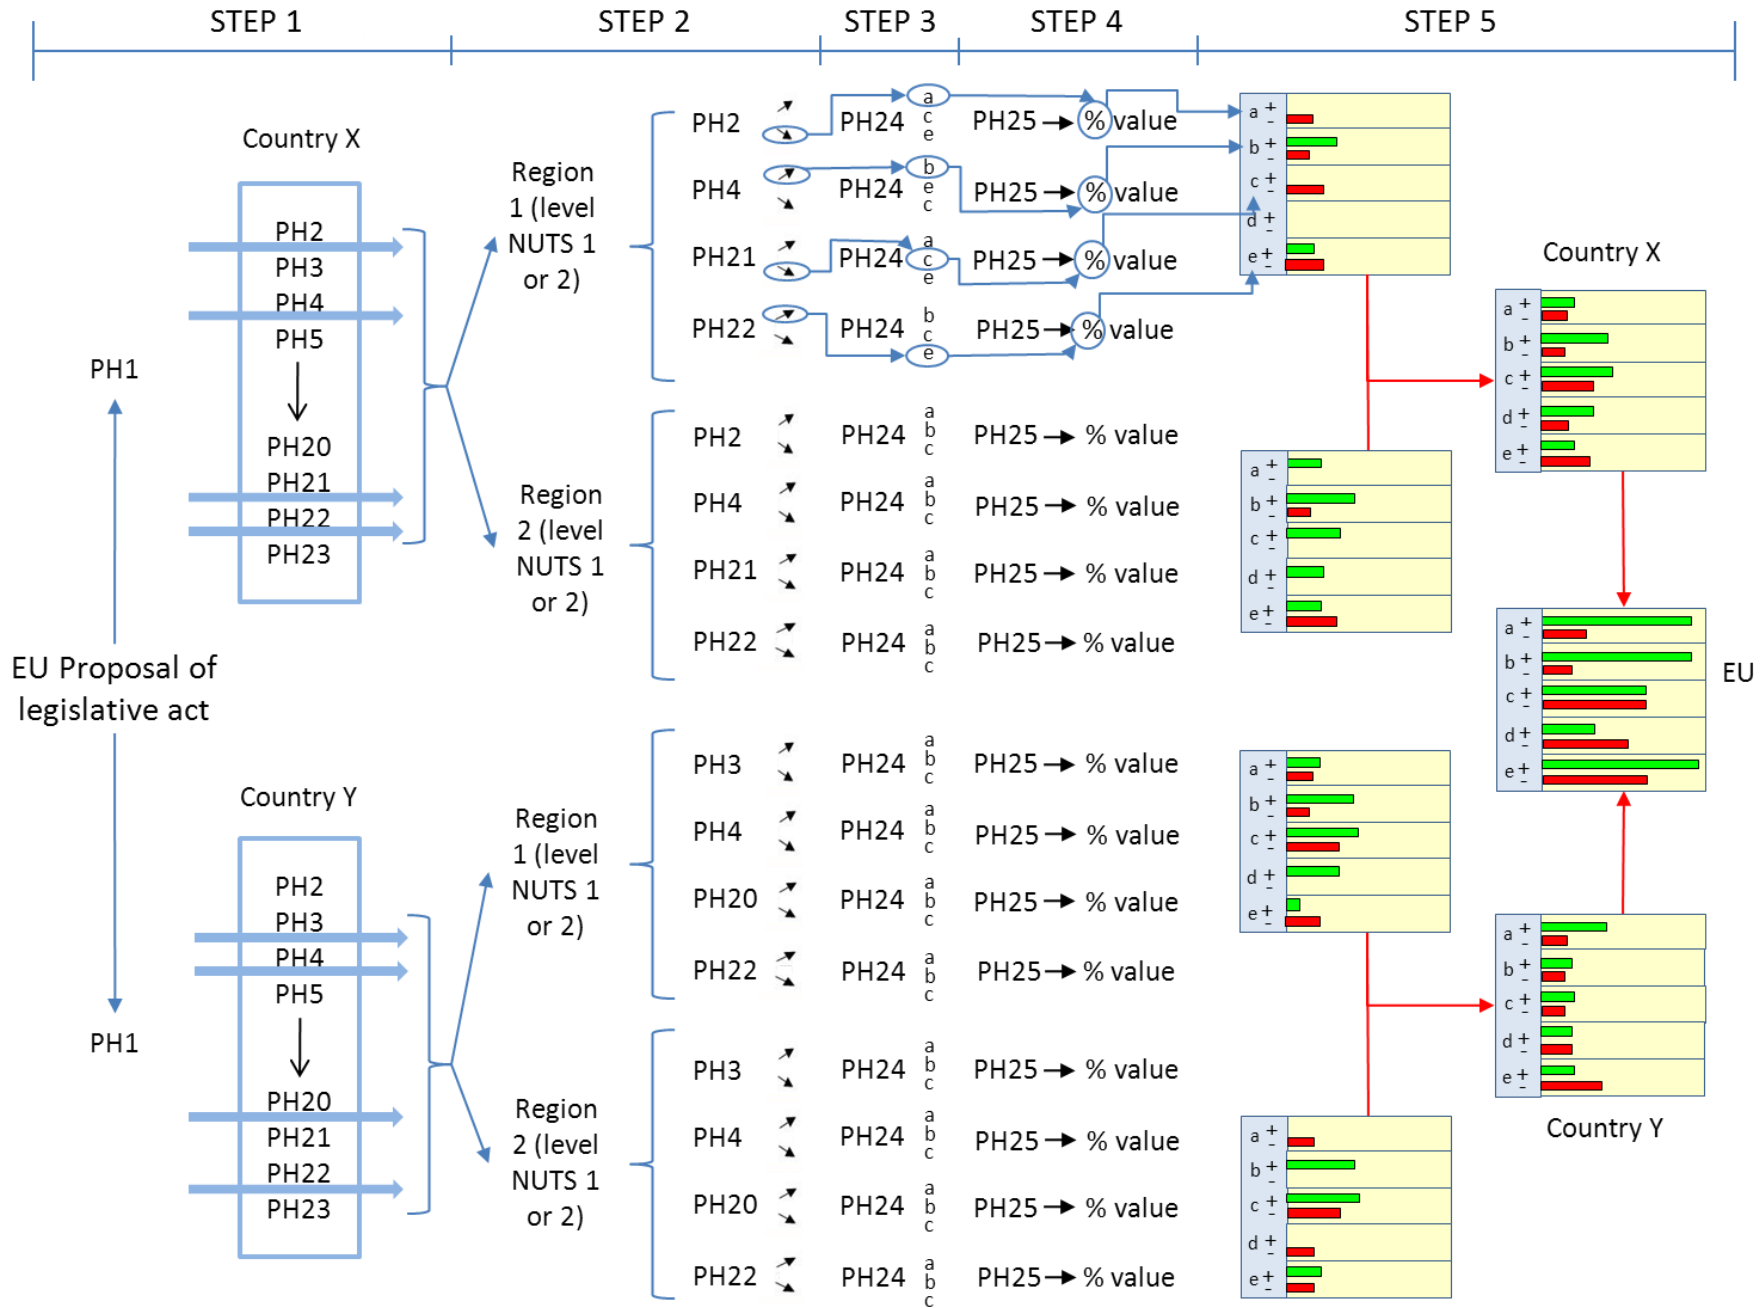 STEP 1
STEP 2
STEP 3
STEP 4
STEP 5
EU Proposal of
legislative act
PH1
PH1
Country X
PH2
PH3
PH4
PH5
PH20
PH21
PH22
PH23
Country Y
PH2
PH3
PH4
PH5
PH20
PH21
PH22
PH23
Region
1 (level
NUTS 1
or 2)
PH2
PH24
a
c
e
PH25
% value
PH4
PH24
b
e
c
PH25
% value
PH21
PH24
a
c
e
PH25
% value
PH22
PH24
b
c
e
PH25
% value
Region
2 (level
NUTS 1
or 2)
PH2
PH24
a
b
c
PH25
% value
PH4
PH24
a
b
c
PH25
% value
PH21
PH24
a
b
c
PH25
% value
PH22
PH24
a
b
c
PH25
% value
Region
1 (level
NUTS 1
or 2)
PH3
PH24
a
b
c
PH25
% value
PH4
PH24
a
b
c
PH25
% value
PH20
PH24
a
b
c
PH25
% value
PH22
PH24
a
b
c
PH25
% value
Region
2 (level
NUTS 1
or 2)
PH3
PH24
a
b
c
PH25
% value
PH4
PH24
a
b
c
PH25
% value
PH20
PH24
a
b
c
PH25
% value
PH22
PH24
a
b
c
PH25
% value
a + -
b + -
c + -
d + -
e + -
a + -
b + -
c + -
d + -
e + -
a + -
b + -
c + -
d + -
e + -
a + -
b + -
c + -
d + -
e + -
Country X
a + -
b + -
c + -
d + -
e + -
EU
a + -
b + -
c + -
d + -
e + -
a + -
b + -
c + -
d + -
e + -
Country Y